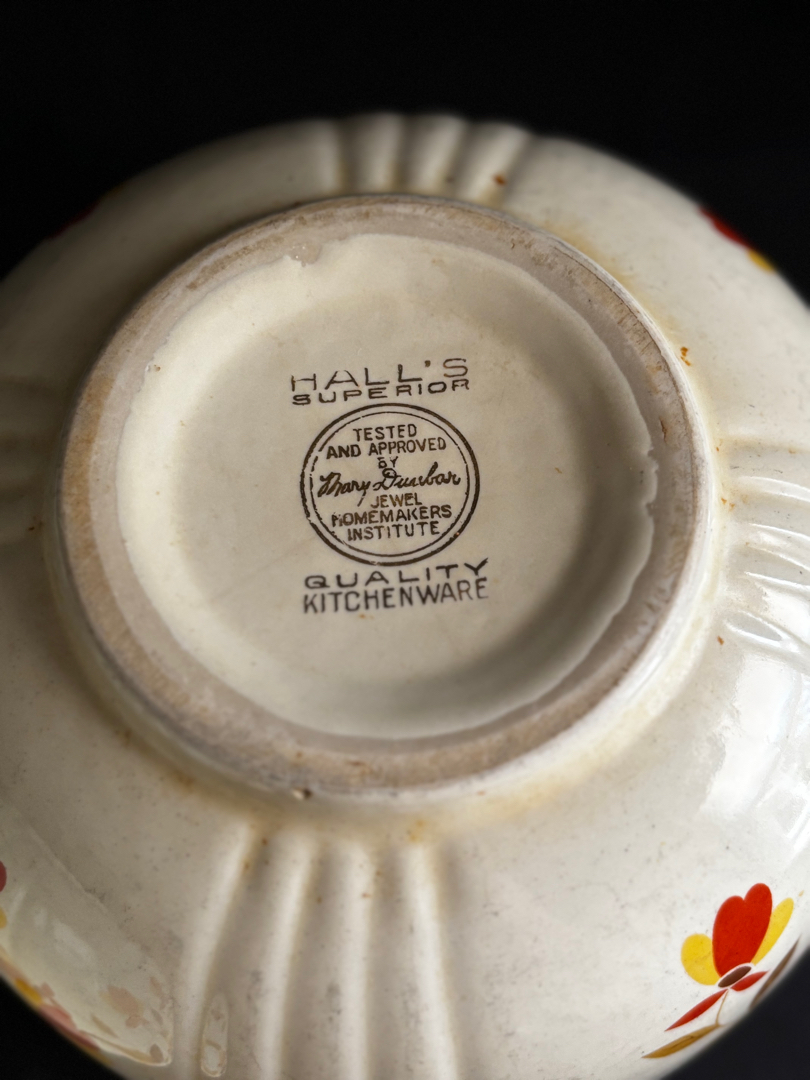 HALL'S
SUPERIOR
TESTED
AND APPROVED
BY
Mary Dunbar
JEWEL
HOMEMAKERS
INSTITUTE
QUALITY
KITCHENWARE